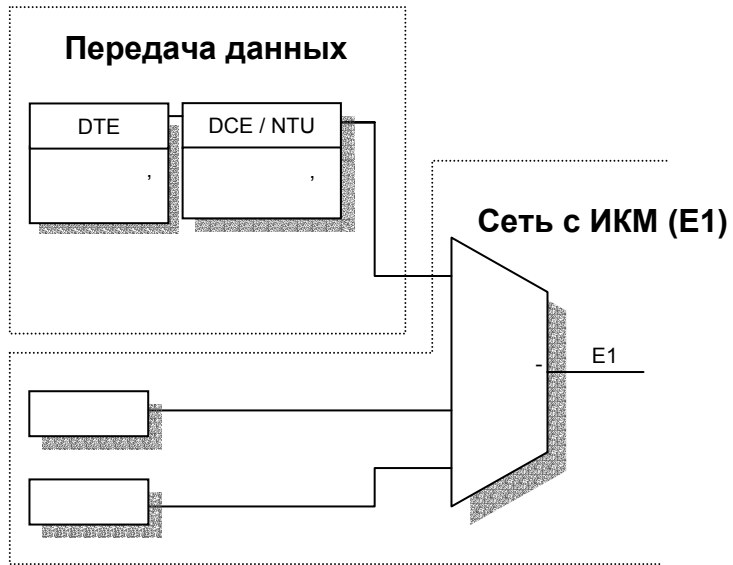 Передача данных
DTE
DCE / NTU
,
,
Сеть с ИКМ (E1)
-
E1